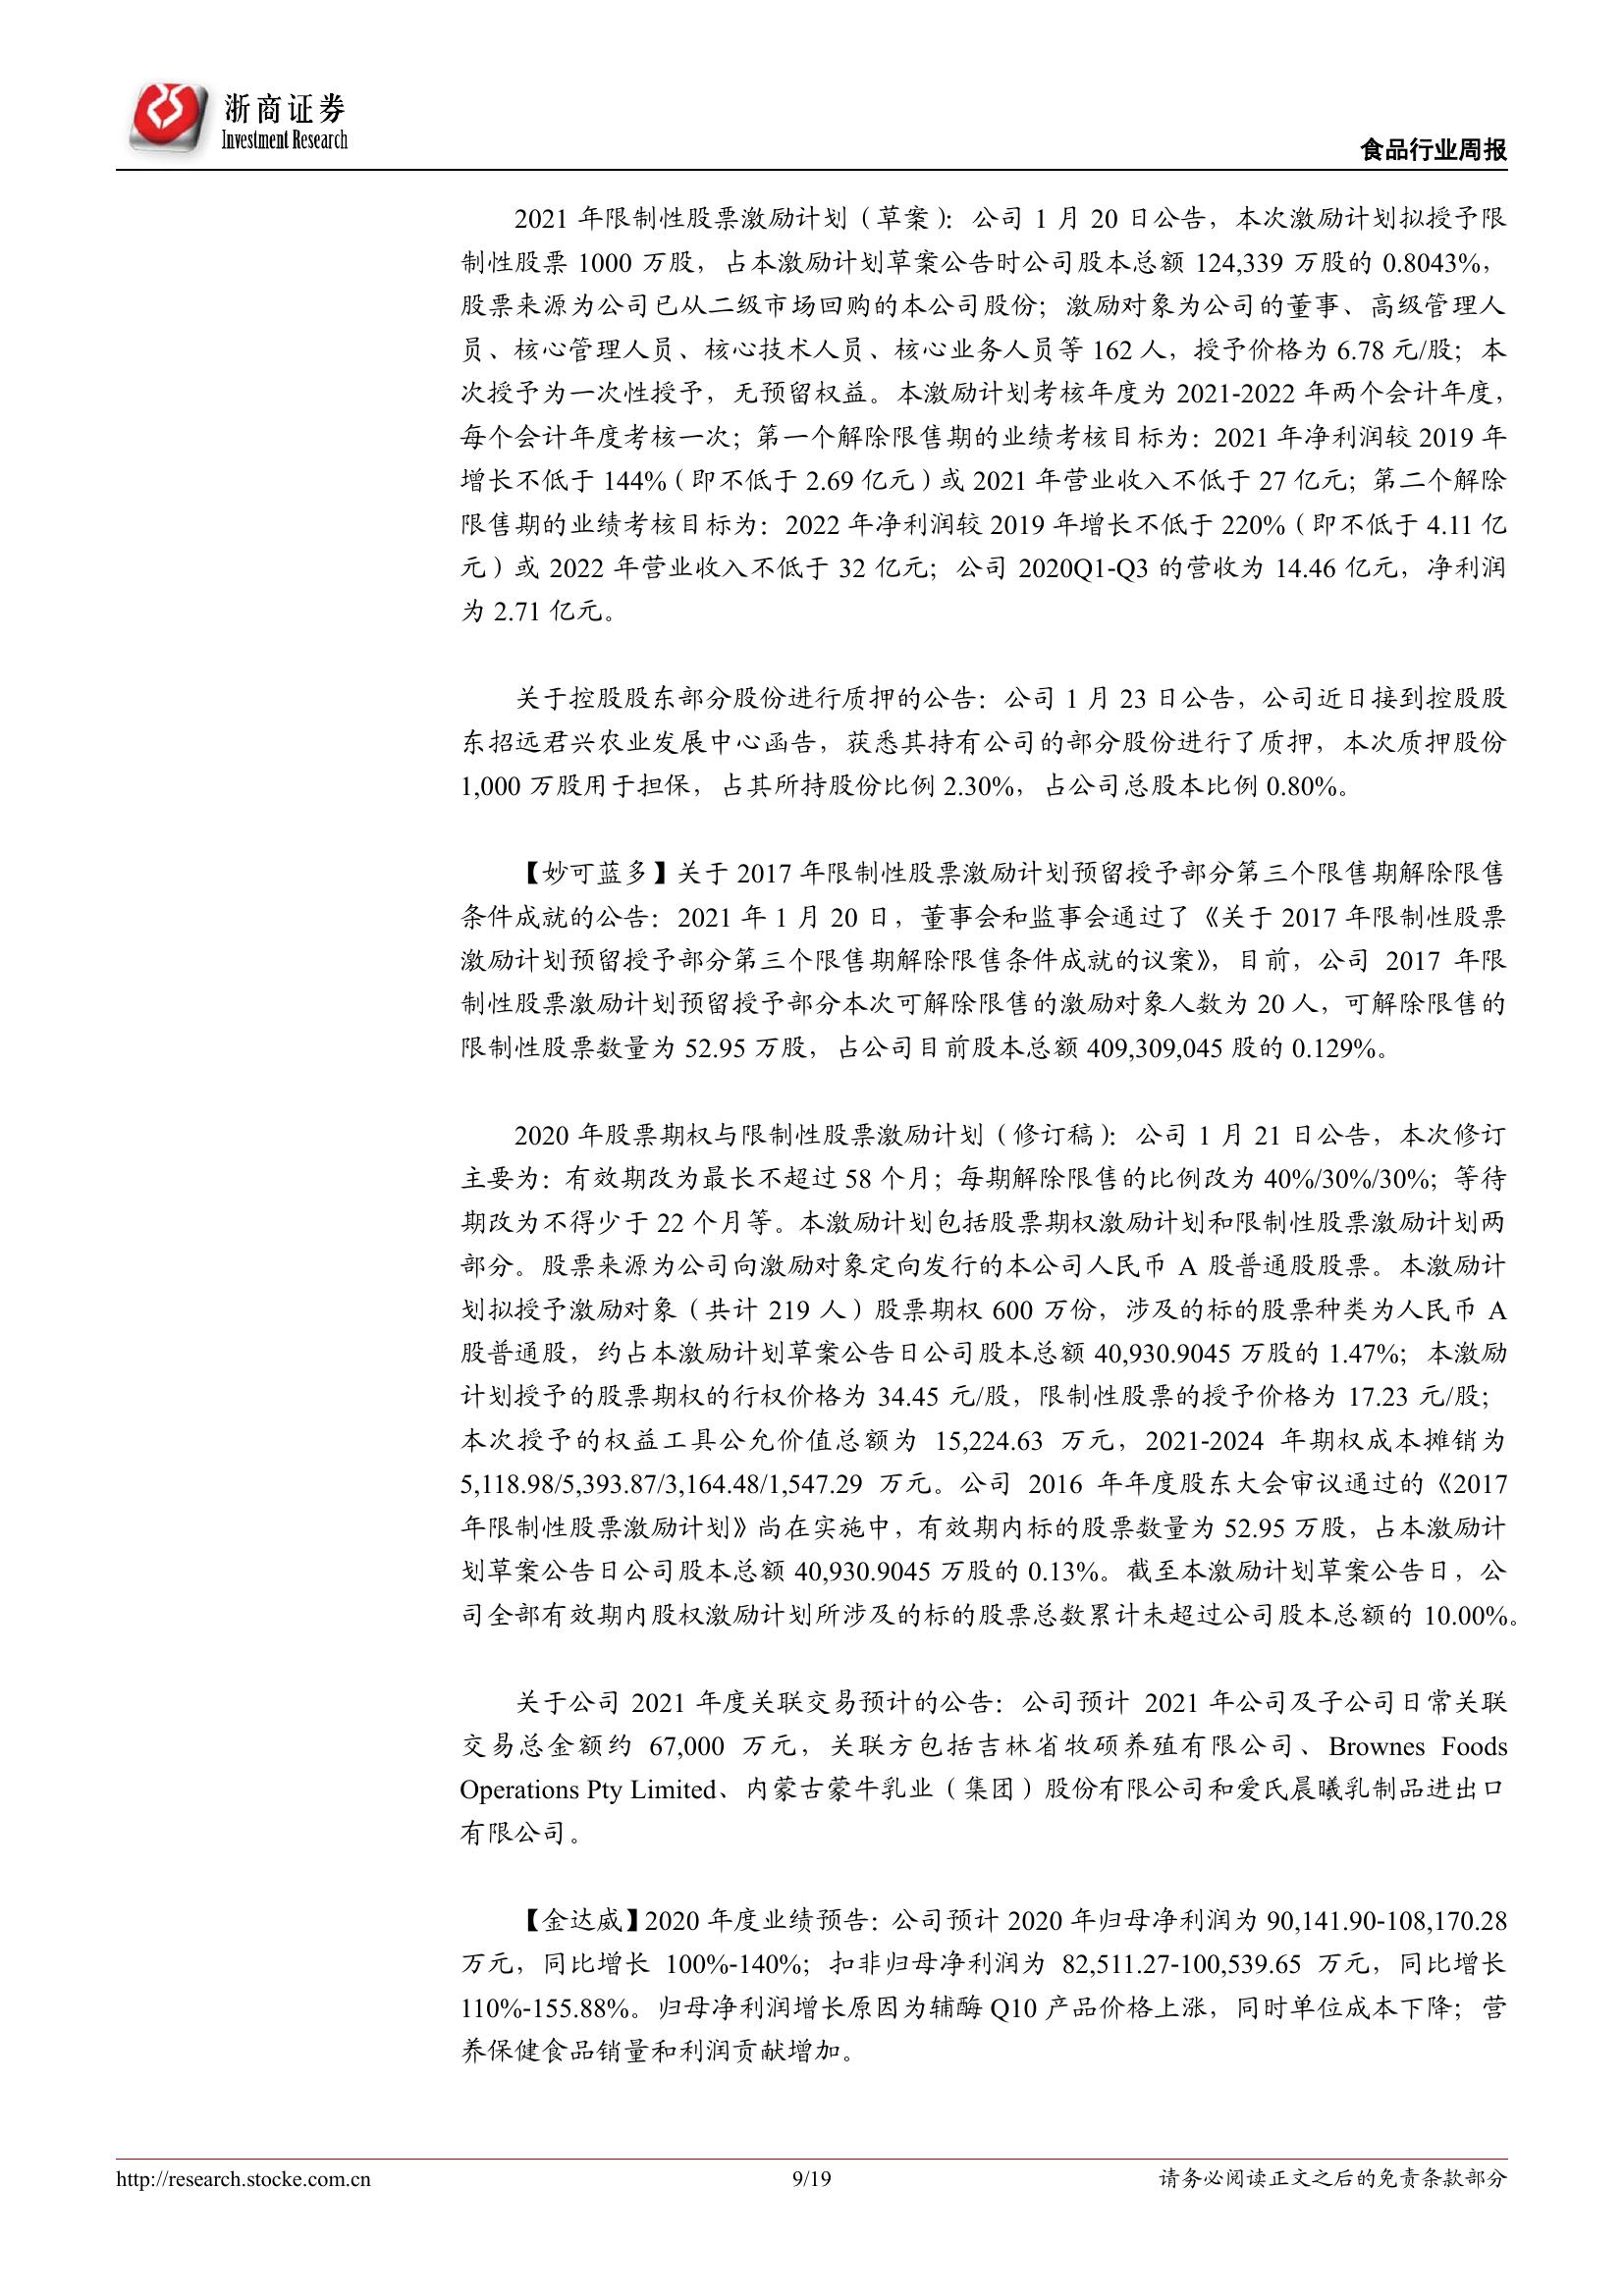 浙商证券
Investment Research
食品行业周报
2021 年限制性股票激励计划（草案）：公司 1 月 20 日公告，本次激励计划拟授予限
制性股票 1000 万股，占本激励计划草案公告时公司股本总额 124,339 万股的 0.8043%，
股票来源为公司已从二级市场回购的本公司股份；激励对象为公司的董事、高级管理人
员、核心管理人员、核心技术人员、核心业务人员等 162 人，授予价格为 6.78 元/股；本
次授予为一次性授予，无预留权益。本激励计划考核年度为 2021-2022 年两个会计年度，
每个会计年度考核一次；第一个解除限售期的业绩考核目标为：2021 年净利润较 2019 年
增长不低于 144%（即不低于 2.69 亿元）或 2021 年营业收入不低于 27 亿元；第二个解除
限售期的业绩考核目标为：2022 年净利润较 2019 年增长不低于 220%（即不低于 4.11 亿
元）或 2022 年营业收入不低于 32 亿元；公司 2020Q1-Q3 的营收为 14.46 亿元，净利润
为 2.71 亿元。
关于控股股东部分股份进行质押的公告：公司 1 月 23 日公告，公司近日接到控股股
东招远君兴农业发展中心函告，获悉其持有公司的部分股份进行了质押，本次质押股份
1,000 万股用于担保，占其所持股份比例 2.30%，占公司总股本比例 0.80%。
【妙可蓝多】关于 2017 年限制性股票激励计划预留授予部分第三个限售期解除限售
条件成就的公告：2021 年 1 月 20 日，董事会和监事会通过了《关于 2017 年限制性股票
激励计划预留授予部分第三个限售期解除限售条件成就的议案》，目前，公司 2017 年限
制性股票激励计划预留授予部分本次可解除限售的激励对象人数为 20 人，可解除限售的
限制性股票数量为 52.95 万股，占公司目前股本总额 409,309,045 股的 0.129%。
2020 年股票期权与限制性股票激励计划（修订稿）：公司 1 月 21 日公告，本次修订
主要为：有效期改为最长不超过 58 个月；每期解除限售的比例改为 40%/30%/30%；等待
期改为不得少于 22 个月等。本激励计划包括股票期权激励计划和限制性股票激励计划两
部分。股票来源为公司向激励对象定向发行的本公司人民币 A 股普通股股票。本激励计
划拟授予激励对象（共计 219 人）股票期权 600 万份，涉及的标的股票种类为人民币 A
股普通股，约占本激励计划草案公告日公司股本总额 40,930.9045 万股的 1.47%；本激励
计划授予的股票期权的行权价格为 34.45 元/股，限制性股票的授予价格为 17.23 元/股；
本次授予的权益工具公允价值总额为 15,224.63 万元，2021-2024 年期权成本摊销为
5,118.98/5,393.87/3,164.48/1,547.29 万元。公司 2016 年年度股东大会审议通过的《2017
年限制性股票激励计划》尚在实施中，有效期内标的股票数量为 52.95 万股，占本激励计
划草案公告日公司股本总额 40,930.9045 万股的 0.13%。截至本激励计划草案公告日，公
司全部有效期内股权激励计划所涉及的标的股票总数累计未超过公司股本总额的 10.00%。
关于公司 2021 年度关联交易预计的公告：公司预计 2021 年公司及子公司日常关联
交易总金额约 67,000 万元，关联方包括吉林省牧硕养殖有限公司、Brownes Foods
Operations Pty Limited、内蒙古蒙牛乳业（集团）股份有限公司和爱氏晨曦乳制品进出口
有限公司。
【金达威】2020 年度业绩预告：公司预计 2020 年归母净利润为 90,141.90-108,170.28
万元，同比增长 100%-140%；扣非归母净利润为 82,511.27-100,539.65 万元，同比增长
110%-155.88%。归母净利润增长原因为辅酶 Q10 产品价格上涨，同时单位成本下降；营
养保健食品销量和利润贡献增加。
http://research.stocke.com.cn
9/19
请务必阅读正文之后的免责条款部分